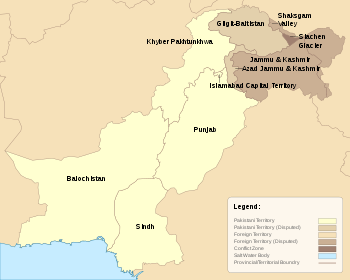 Shaksgam
Valley
Gilgit-Baltistan
Khyber Pakhtunkhwa
Siachen
Glacier
Jammu & Kashmir
Azad Jammu & Kashmir
Islamabad Capital Territory
Punjab
Balochistan
Sindh
Legend:
Pakistani Territory
Pakistani Territory (Disputed)
Foreign Territory
Foreign Territory (Disputed)
Conflict Zone
Salt Water Body
Provincial/Territorial Boundary